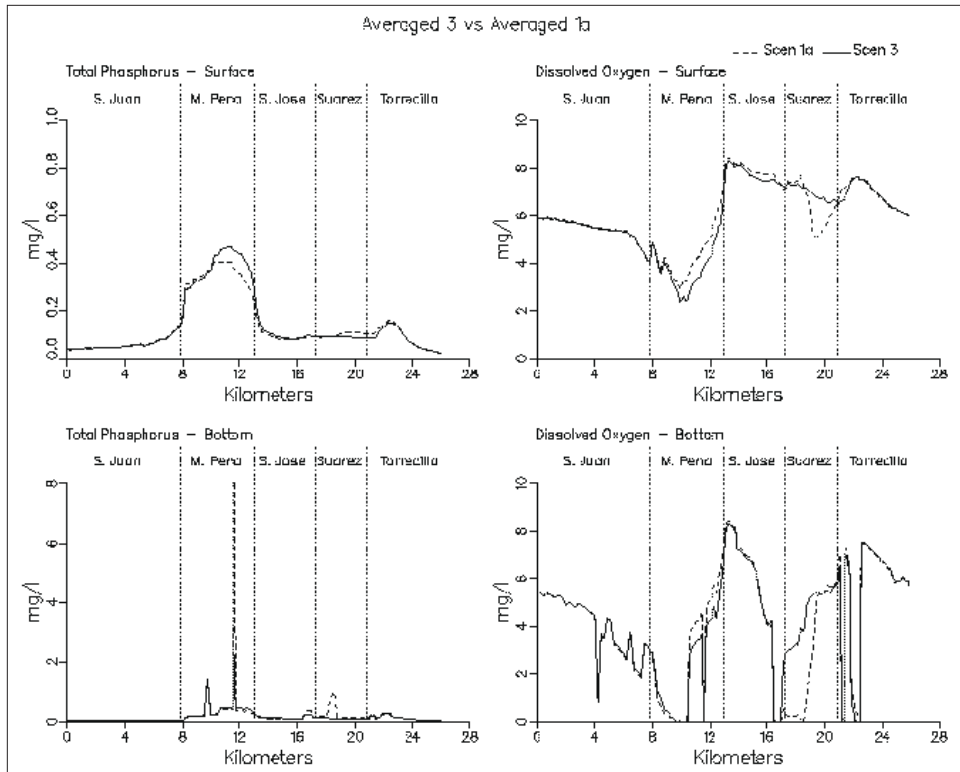 Averaged 3 vs Averaged 1a
Scen 1a Scen 3
Total Phosphorus – Surface
S. Juan M. Pena S. Jose Suarez Torrecilla
mg/l
0.0 0.2 0.4 0.6 0.8 1.0
0 4 8 12 16 20 24 28
Kilometers
Dissolved Oxygen – Surface
S. Juan M. Pena S. Jose Suarez Torrecilla
mg/l
0 2 4 6 8 10
0 4 8 12 16 20 24 28
Kilometers
Total Phosphorus – Bottom
S. Juan M. Pena S. Jose Suarez Torrecilla
mg/l
0 2 4 6 8
0 4 8 12 16 20 24 28
Kilometers
Dissolved Oxygen – Bottom
S. Juan M. Pena S. Jose Suarez Torrecilla
mg/l
0 2 4 6 8 10
0 4 8 12 16 20 24 28
Kilometers